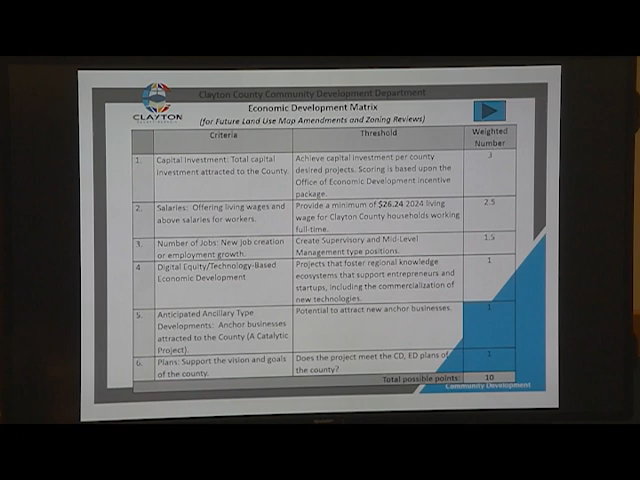 Clayton County Community Development Department
Economic Development Matrix
(for Future Land Use Map Amendments and Zoning Reviews)
CLAYTON
Criteria
Threshold
Weighted
Number
1.
Capital Investment: Total capital
investment attracted to the County.
Achieve capital investment per county
desired projects. Scoring is based upon the
Office of Economic Development incentive
package.
3
2.
Salaries: Offering living wages and
above salaries for workers.
Provide a minimum of $26.24 2024 living
wage for Clayton County households working
full-time.
2.5
3.
Number of Jobs: New job creation
or employment growth.
Create Supervisory and Mid-Level
Management type positions.
1.5
4
Digital Equity/Technology-Based
Economic Development
Projects that foster regional knowledge
ecosystems that support entrepreneurs and
startups, including the commercialization of
new technologies.
1
5.
Anticipated Ancillary Type
Developments: Anchor businesses
attracted to the County (A Catalytic
Project).
Potential to attract new anchor businesses.
1
6.
Plans: Support the vision and goals
of the county.
Does the project meet the CD, ED plans of
the county?
1
Total possible points:
10
Community Development